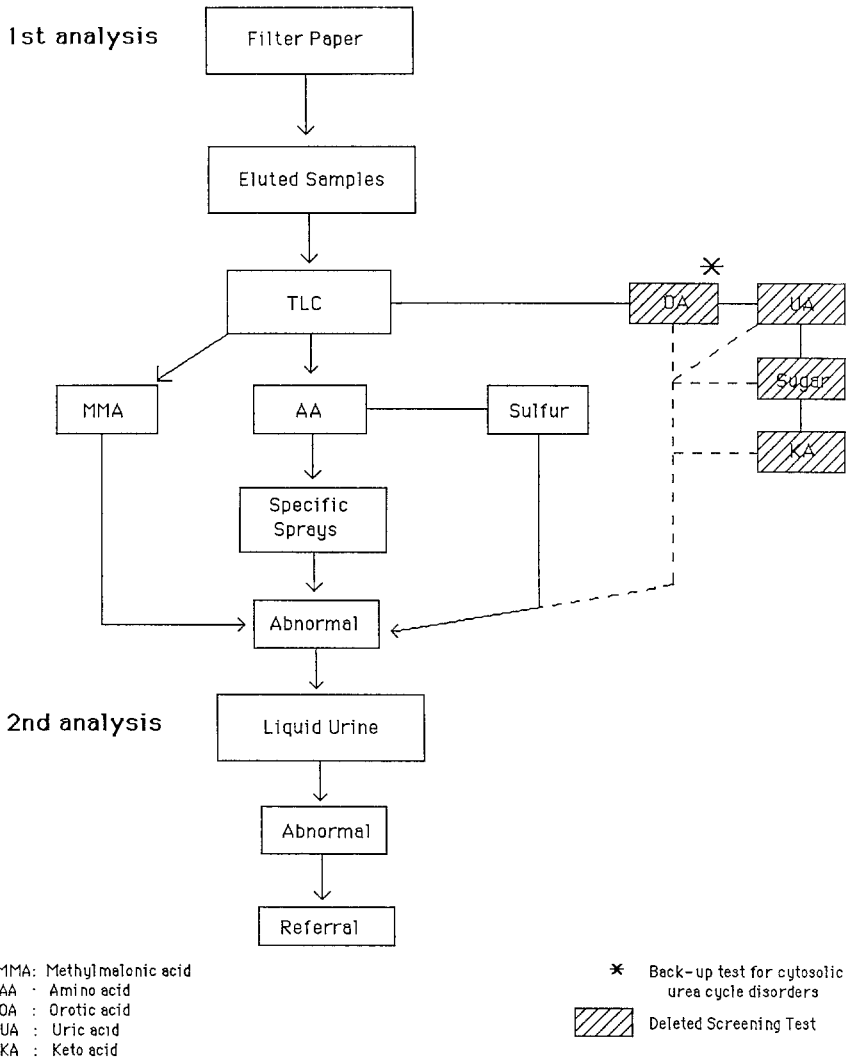 1st analysis
Filter Paper
Eluted Samples
TLC
OA
UA
MMA
AA
Sulfur
Sugar
KA
Specific
Sprays
Abnormal
2nd analysis
Liquid Urine
Abnormal
Referral
MMA: Methylmalonic acid
AA : Amino acid
OA : Orotic acid
UA : Uric acid
KA : Keto acid
* Back-up test for cytosolic
urea cycle disorders
Deleted Screening Test